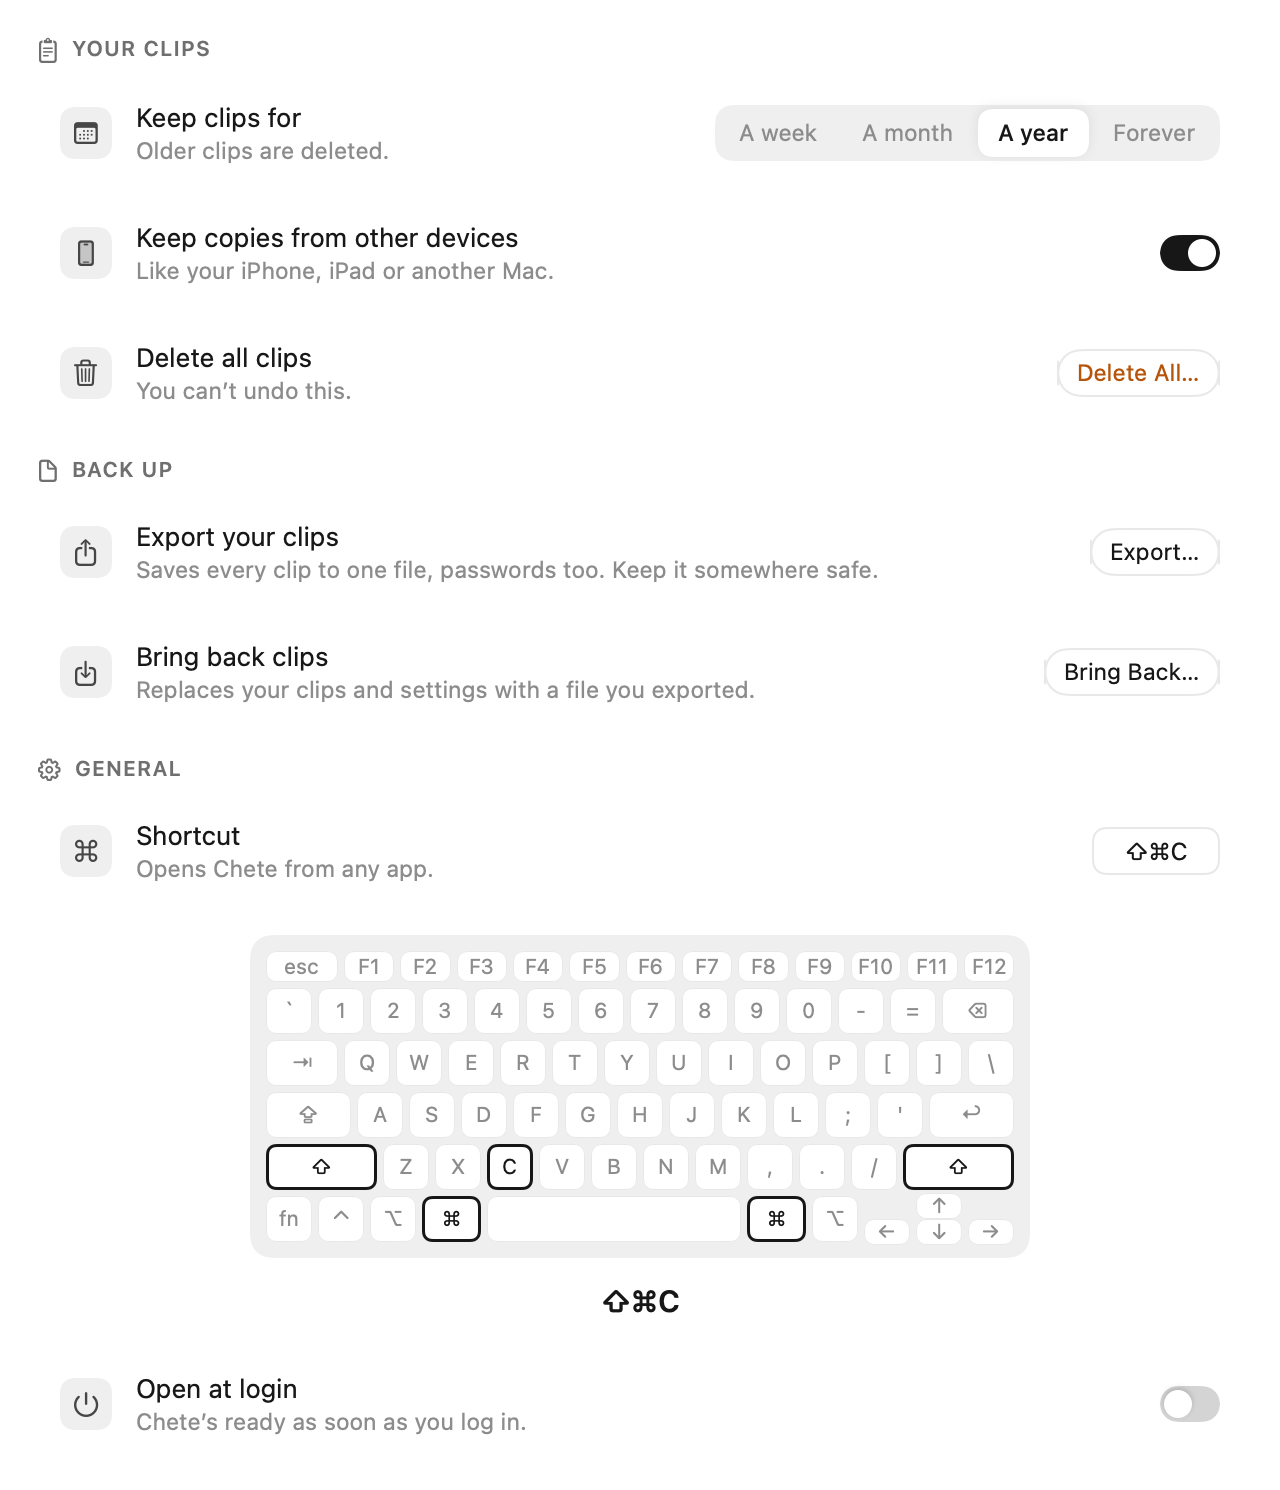 YOUR CLIPS
Keep clips for
Older clips are deleted.
A week A month A year Forever
Keep copies from other devices
Like your iPhone, iPad or another Mac.
Delete all clips
You can’t undo this.
Delete All...
BACK UP
Export your clips
Saves every clip to one file, passwords too. Keep it somewhere safe.
Export...
Bring back clips
Replaces your clips and settings with a file you exported.
Bring Back...
GENERAL
Shortcut
Opens Chete from any app.
⇧⌘C
esc F1 F2 F3 F4 F5 F6 F7 F8 F9 F10 F11 F12
` 1 2 3 4 5 6 7 8 9 0 - = ⌫
⇥ Q W E R T Y U I O P [ ] \
⇪ A S D F G H J K L ; ' ↩
⇧ Z X C V B N M , . / ⇧
fn ^ ⌥ ⌘ ⌘ ⌥ ← ↑ ↓ →
⇧⌘C
Open at login
Chete’s ready as soon as you log in.